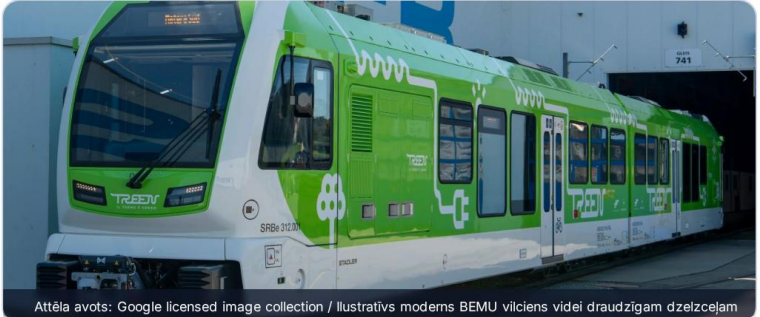 TREEN
SRBe 312.001
STADLER
TREEN
TREEN
TREEN
741
Attēla avots: Google licensed image collection / Ilustratīvs moderns BEMU vilciens videi draudzīgam dzelzceļam